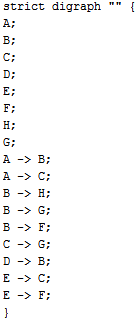 strict digraph "" {
A;
B;
C;
D;
E;
F;
H;
G;
A -> B;
A -> C;
B -> H;
B -> G;
B -> F;
C -> G;
D -> B;
E -> C;
E -> F;
}